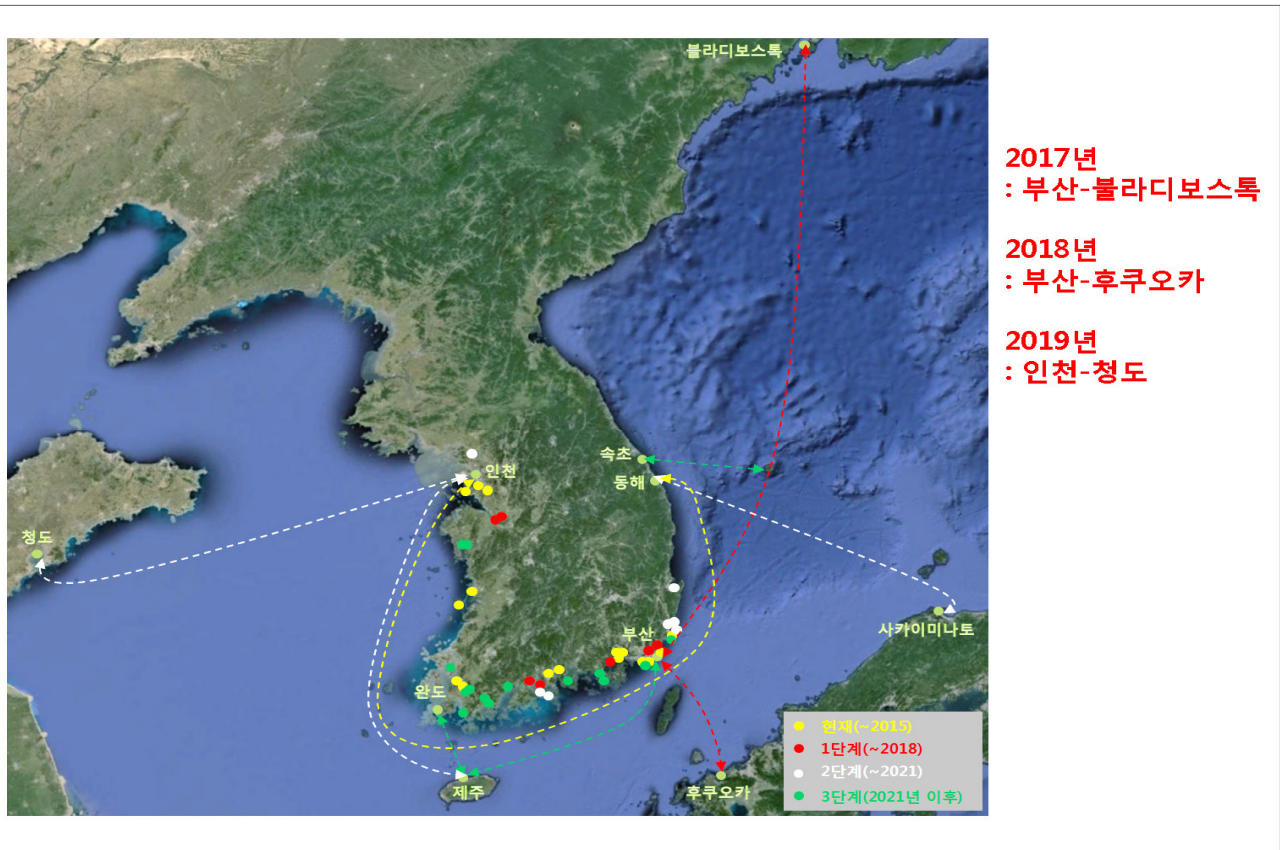 블라디보스톡
2017년
: 부산-블라디보스톡
2018년
: 부산-후쿠오카
2019년
: 인천-청도
속초
인천
동해
청도
사카이미나토
부산
완도
현재(~2015)
1단계(~2018)
2단계(~2021)
3단계(2021년 이후)
제주
후쿠오카